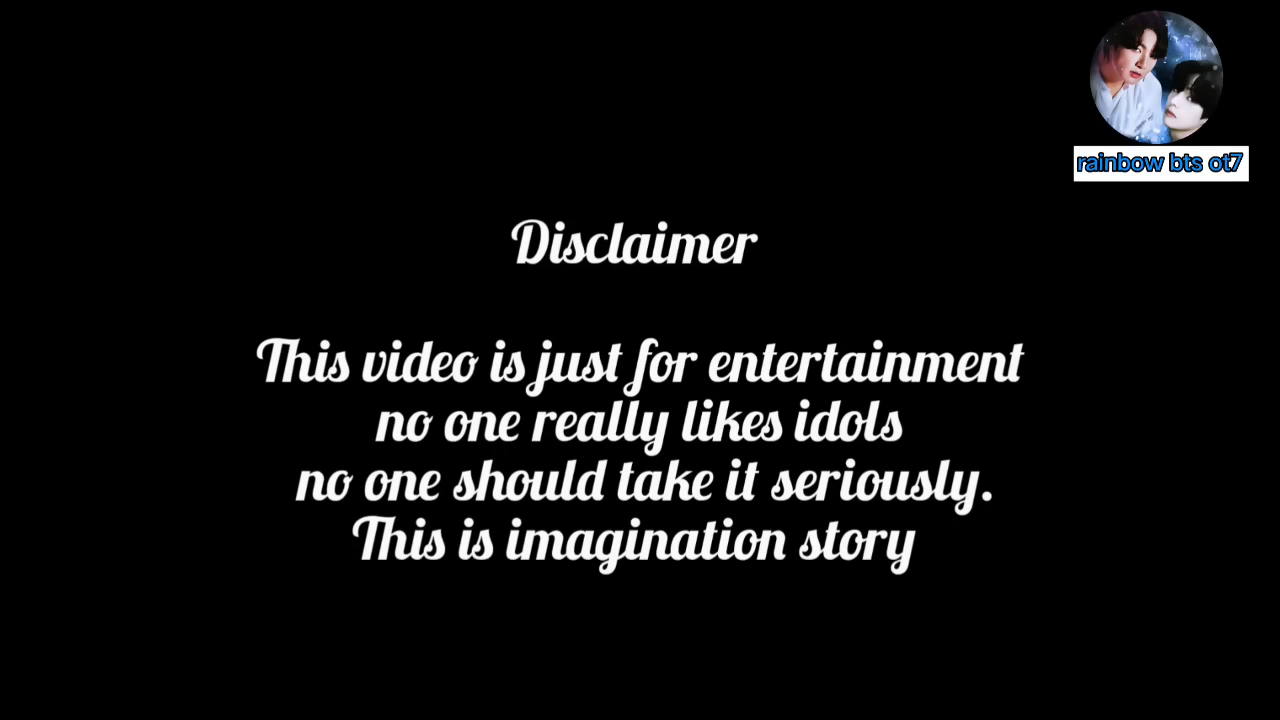 rainbow bts ot7
Disclaimer
This video is just for entertainment
no one really likes idols
no one should take it seriously.
This is imagination story